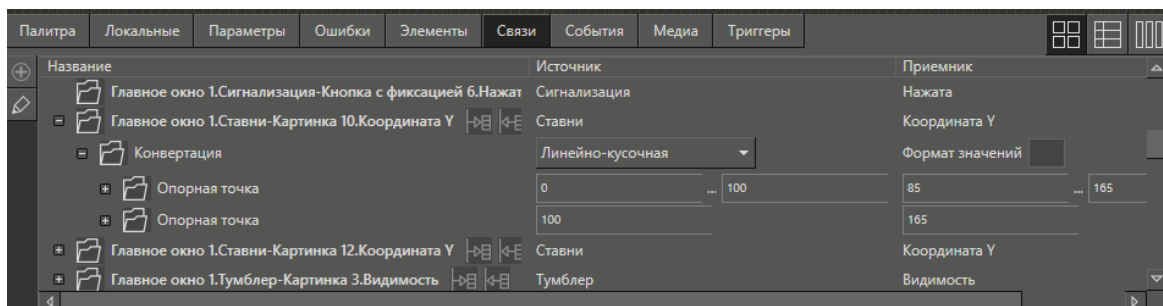 Палитра Локальные Параметры Ошибки Элементы Связи События Медиа Триггеры
Название Источник Приемник
Главное окно 1.Сигнализация-Кнопка с фиксацией 6.Нажат Сигнализация Нажата
Главное окно 1.Ставни-Картинка 10.Координата Y Ставни Координата Y
Конвертация Линейно-кусочная Формат значений
Опорная точка 0 ... 100 85 ... 165
Опорная точка 100 165
Главное окно 1.Ставни-Картинка 12.Координата Y Ставни Координата Y
Главное окно 1.Тумблер-Картинка 3.Видимость Тумблер Видимость